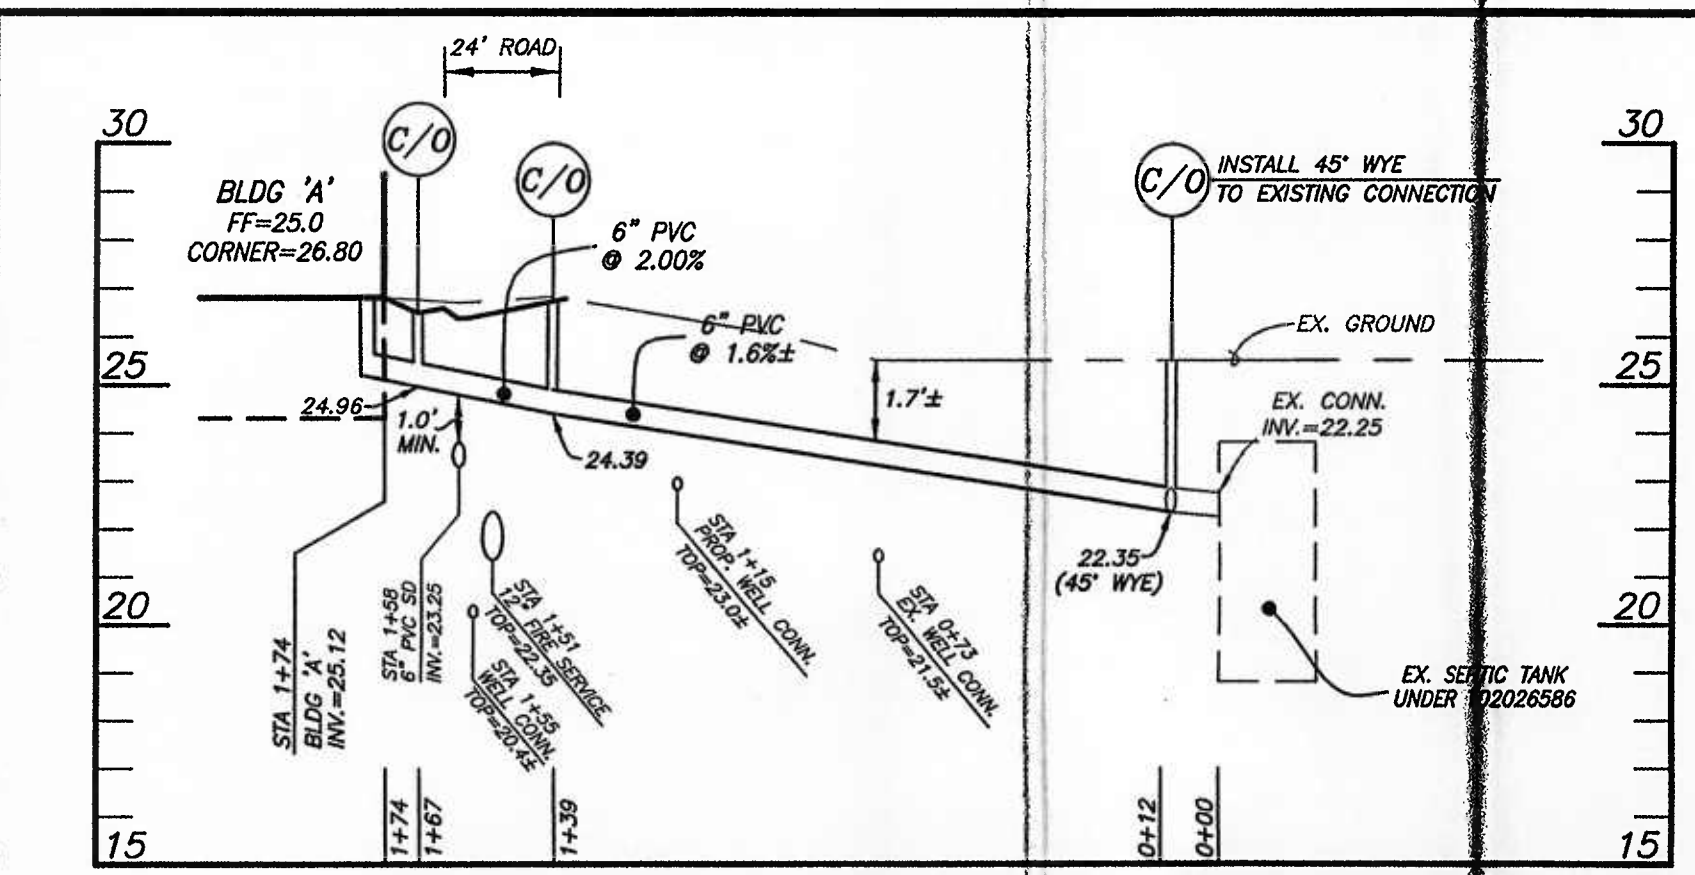 24' ROAD
30
30
C/O
C/O
C/O
INSTALL 45° WYE
TO EXISTING CONNECTION
BLDG 'A'
FF=25.0
CORNER=26.80
6" PVC
@ 2.00%
6" PVC
@ 1.6%±
EX. GROUND
25
25
1.7'±
24.96
1.0'
MIN.
24.39
EX. CONN.
INV.=22.25
22.35
(45° WYE)
20
20
STA 1+74
BLDG 'A'
INV.=25.12
STA 1+58
6" PVC SD
INV.=23.25
STA 1+51
12" FIRE SERVICE
TOP=22.35
STA 1+55
WELL CONN.
TOP=20.4±
STA 1+15
PROP. WELL CONN.
TOP=23.0±
STA 0+73
EX. WELL CONN.
TOP=21.5±
EX. SEPTIC TANK
UNDER 102026586
1+74
1+67
1+39
0+12
0+00
15
15